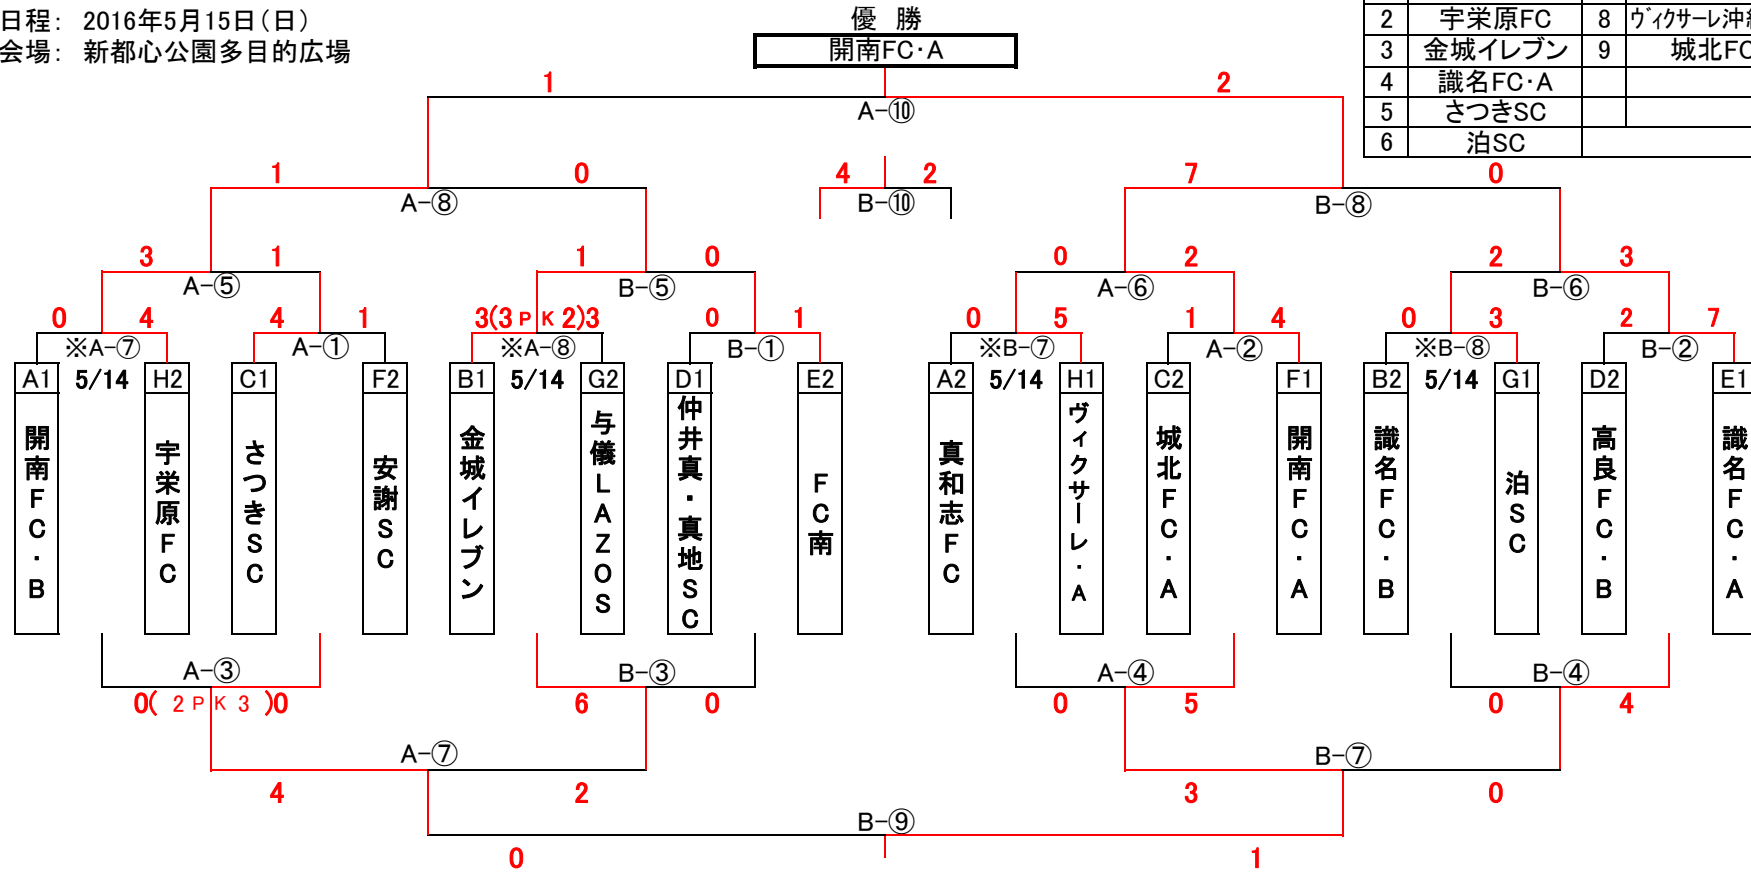 日程： 2016年5月15日（日）
会場： 新都心公園多目的広場
優 勝
開南FC・A
2 宇栄原FC 8 ヴィクサーレ沖
3 金城イレブン 9 城北FC
4 識名FC・A
5 さつきSC
6 泊SC
1 2
A-⑩
1 0 4 2 7 0
A-⑧ B-⑩ B-⑧
3 1 1 0 0 2 2 3
A-⑤ B-⑤ A-⑥ B-⑥
0 4 4 1 3(3 P K 2)3 0 1 0 5 1 4 0 3 2 7
※A-⑦ A-① ※A-⑧ B-① ※B-⑦ A-② ※B-⑧ B-②
A1 5/14 H2 C1 F2 B1 5/14 G2 D1 E2 A2 5/14 H1 C2 F1 B2 5/14 G1 D2 E1
開南FC・B
宇栄原FC
さつきSC
安謝SC
金城イレブン
与儀LAZOS
仲井真・真地SC
FC南
真和志FC
ヴィクサーレ・A
城北FC・A
開南FC・A
識名FC・B
泊SC
高良FC・B
識名FC・A
A-③ B-③ A-④ B-④
0( 2 P K 3 )0 6 0 0 5 0 4
A-⑦ B-⑦
4 2 3 0
B-⑨
0 1